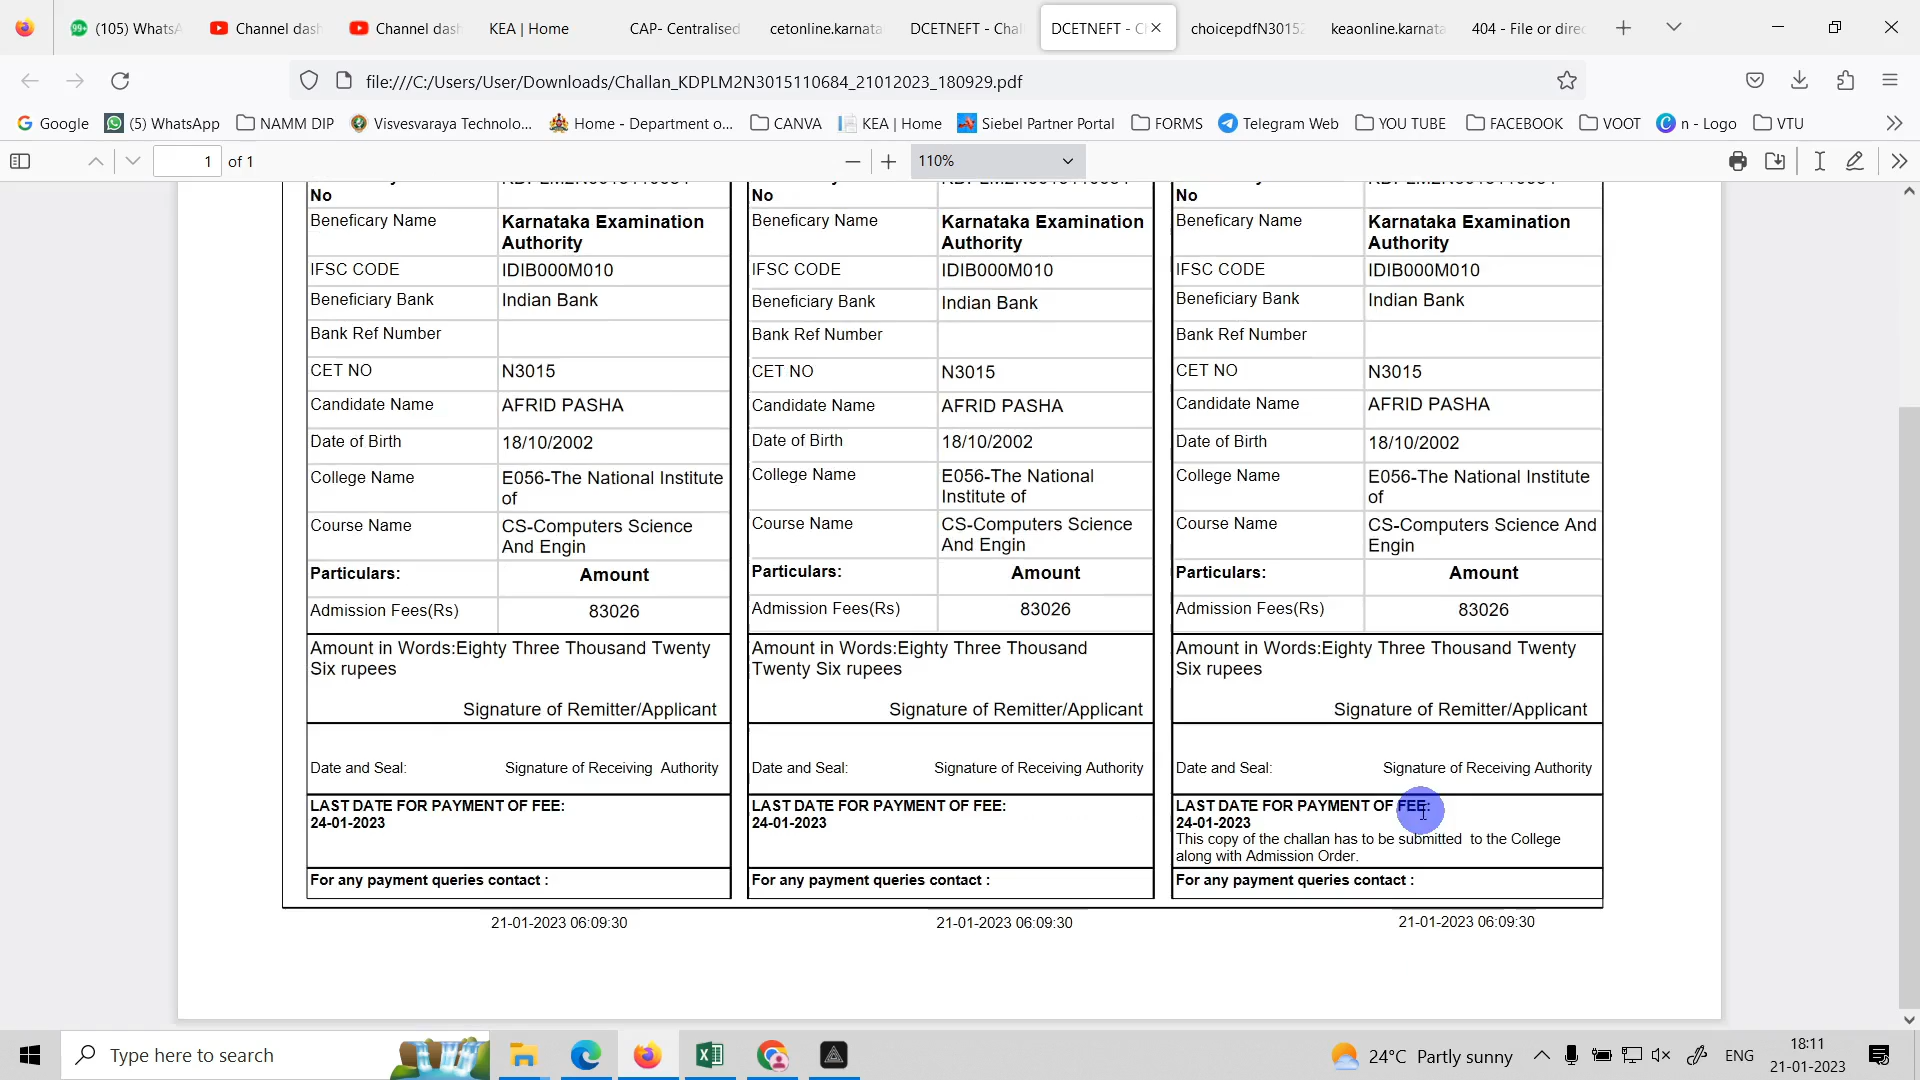 (105) WhatsA
Channel das
Channel das
KEA | Home
CAP- Centralised
cetonline.karnata
DCETNEFT - Chal
DCETNEFT - Ch
choicepdfN30152
keaonline.karnata
404 - File or direc
file:///C:/Users/User/Downloads/Challan_KDPLM2N3015110684_21012023_180929.pdf
Google
(5) WhatsApp
NAMM DIP
Visvesvaraya Technolo...
Home - Department o...
CANVA
KEA | Home
Siebel Partner Portal
FORMS
Telegram Web
YOU TUBE
FACEBOOK
VOOT
n - Logo
VTU
1 of 1
110%
No
Beneficary Name Karnataka Examination
Authority
IFSC CODE IDIB000M010
Beneficiary Bank Indian Bank
Bank Ref Number
CET NO N3015
Candidate Name AFRID PASHA
Date of Birth 18/10/2002
College Name E056-The National Institute
of
Course Name CS-Computers Science
And Engin
Particulars: Amount
Admission Fees(Rs) 83026
Amount in Words:Eighty Three Thousand Twenty
Six rupees
Signature of Remitter/Applicant
Date and Seal: Signature of Receiving Authority
LAST DATE FOR PAYMENT OF FEE:
24-01-2023
For any payment queries contact :
21-01-2023 06:09:30
No
Beneficary Name Karnataka Examination
Authority
IFSC CODE IDIB000M010
Beneficiary Bank Indian Bank
Bank Ref Number
CET NO N3015
Candidate Name AFRID PASHA
Date of Birth 18/10/2002
College Name E056-The National
Institute of
Course Name CS-Computers Science
And Engin
Particulars: Amount
Admission Fees(Rs) 83026
Amount in Words:Eighty Three Thousand
Twenty Six rupees
Signature of Remitter/Applicant
Date and Seal: Signature of Receiving Authority
LAST DATE FOR PAYMENT OF FEE:
24-01-2023
For any payment queries contact :
21-01-2023 06:09:30
No
Beneficary Name Karnataka Examination
Authority
IFSC CODE IDIB000M010
Beneficiary Bank Indian Bank
Bank Ref Number
CET NO N3015
Candidate Name AFRID PASHA
Date of Birth 18/10/2002
College Name E056-The National Institute
of
Course Name CS-Computers Science And
Engin
Particulars: Amount
Admission Fees(Rs) 83026
Amount in Words:Eighty Three Thousand Twenty
Six rupees
Signature of Remitter/Applicant
Date and Seal: Signature of Receiving Authority
LAST DATE FOR PAYMENT OF FEE:
24-01-2023
This copy of the challan has to be submitted to the College
along with Admission Order.
For any payment queries contact :
21-01-2023 06:09:30
Type here to search
24°C Partly sunny
ENG
18:11
21-01-2023